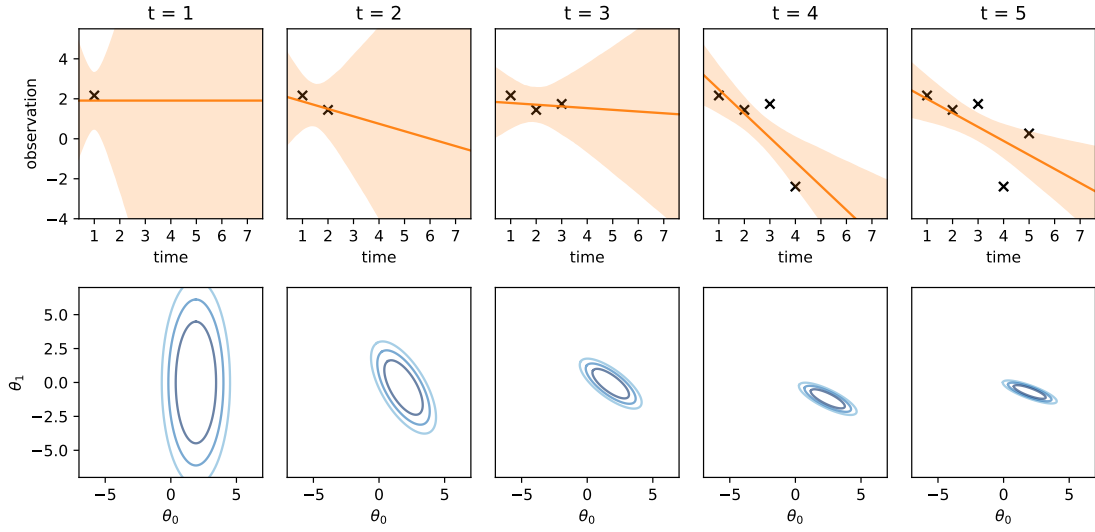 t = 1 t = 2 t = 3 t = 4 t = 5
observation
4
2
0
−2
−4
1 2 3 4 5 6 7 1 2 3 4 5 6 7 1 2 3 4 5 6 7 1 2 3 4 5 6 7 1 2 3 4 5 6 7
time time time time time
θ₁
5.0
2.5
0.0
−2.5
−5.0
−5 0 5 −5 0 5 −5 0 5 −5 0 5 −5 0 5
θ₀ θ₀ θ₀ θ₀ θ₀